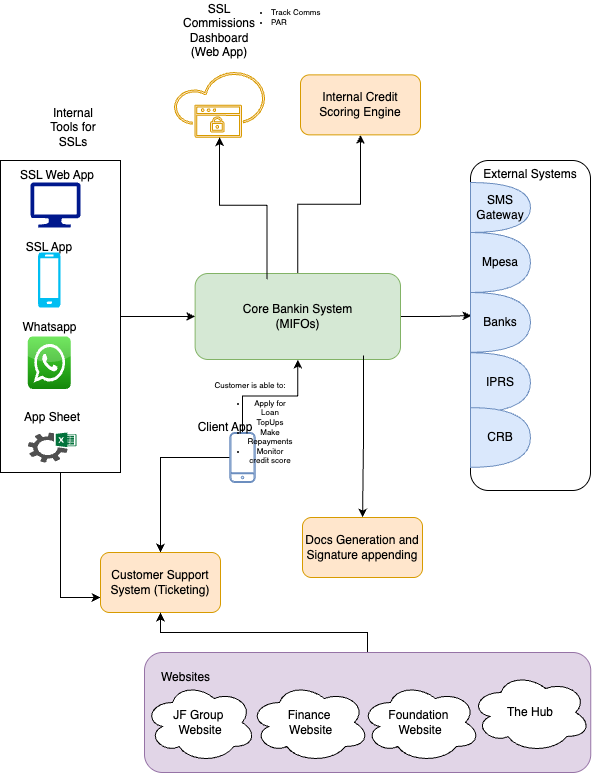 SSL
Commissions
Dashboard
(Web App)
Track Comms
PAR
Internal Credit
Scoring Engine
Internal
Tools for
SSLs
SSL Web App
SSL App
Whatsapp
App Sheet
External Systems
SMS
Gateway
Mpesa
Banks
IPRS
CRB
Core Bankin System
(MIFOs)
Customer is able to:
Apply for
Loan
TopUps
Make
Repayments
Monitor
credit score
Client App
Docs Generation and
Signature appending
Customer Support
System (Ticketing)
Websites
JF Group
Website
Finance
Website
Foundation
Website
The Hub